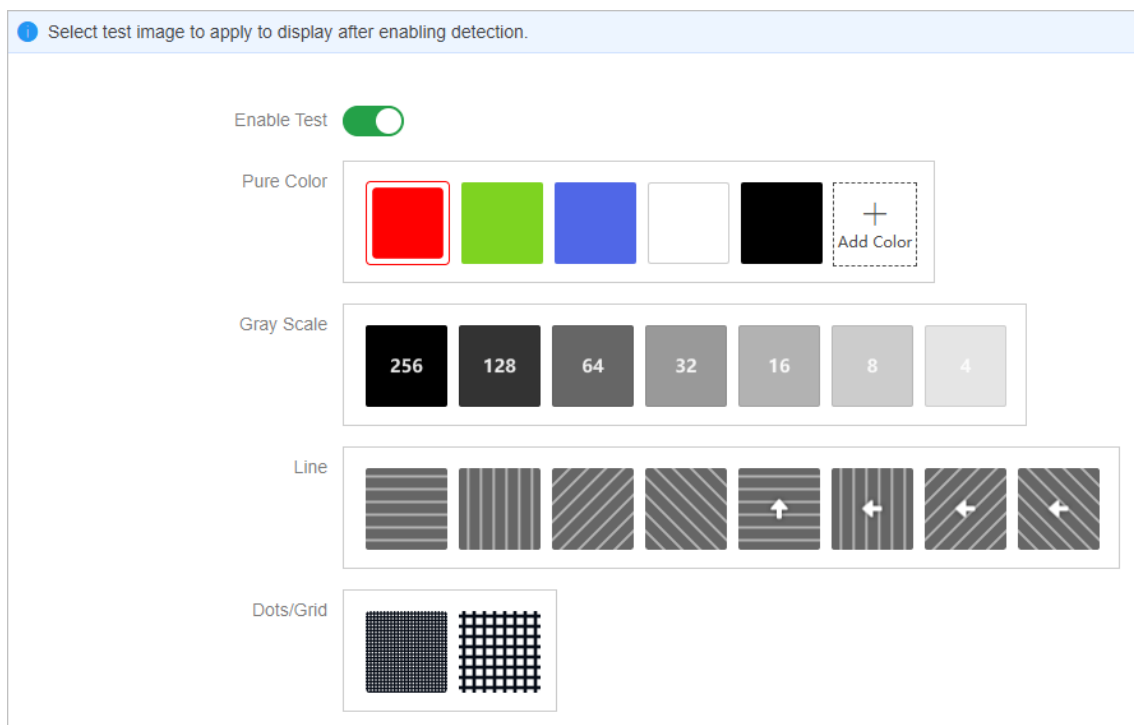 Select test image to apply to display after enabling detection.
Enable Test
Pure Color
Add Color
Gray Scale
256 128 64 32 16 8 4
Line
Dots/Grid